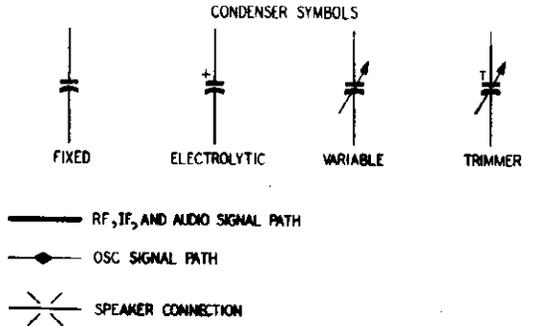 CONDENSER SYMBOLS
+
T
FIXED ELECTROLYTIC VARIABLE TRIMMER
RF, IF, AND AUDIO SIGNAL PATH
OSC SIGNAL PATH
SPEAKER CONNECTION